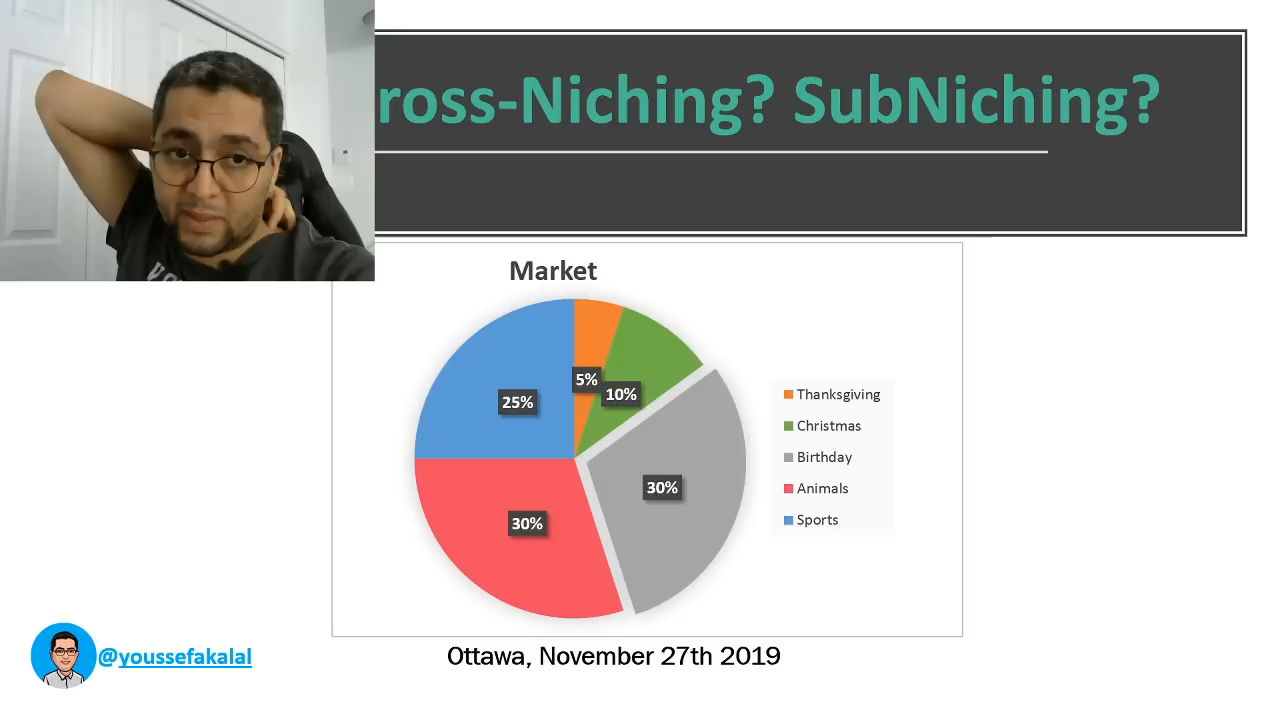 ross-Niching? SubNiching?
Market
5%
10%
25%
30%
30%
Thanksgiving
Christmas
Birthday
Animals
Sports
@youssefakalal
Ottawa, November 27th 2019